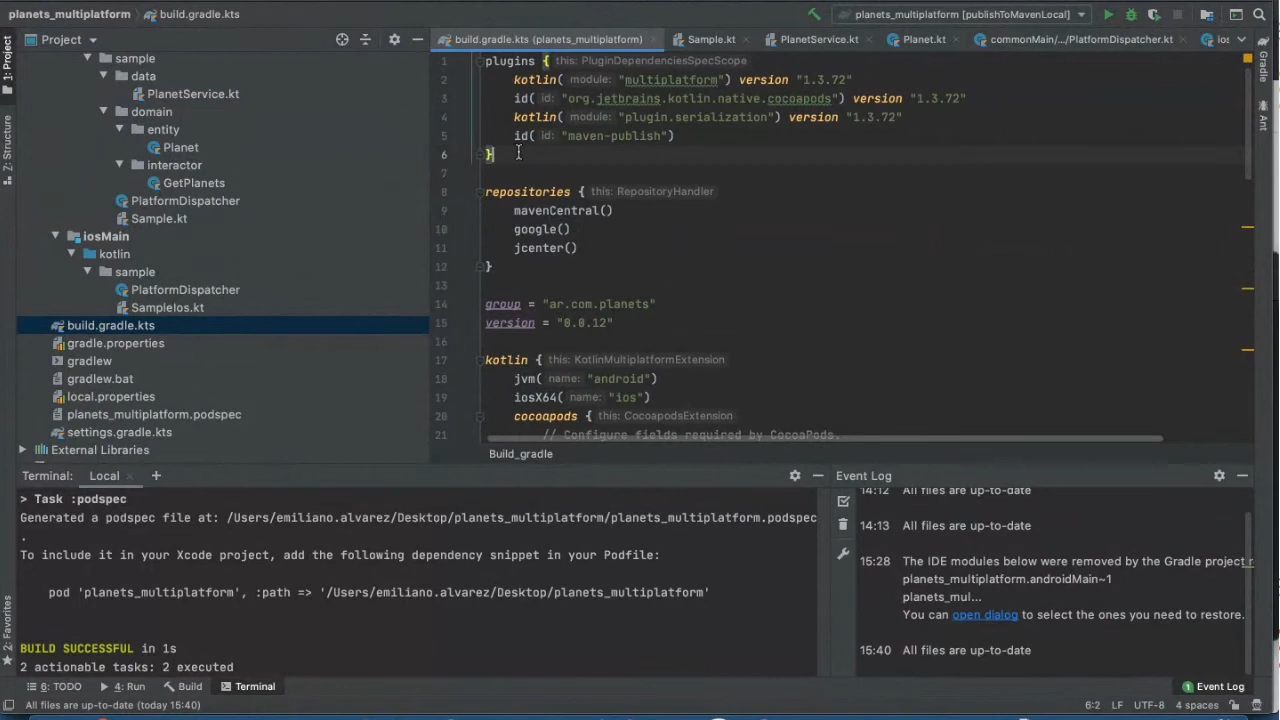 planets_multiplatform
build.gradle.kts
planets_multiplatform [publishToMavenLocal]
1: Project
Z: Structure
2: Favorites
Project
sample
data
PlanetService.kt
domain
entity
Planet
interactor
GetPlanets
PlatformDispatcher
Sample.kt
iosMain
kotlin
sample
PlatformDispatcher
SampleIos.kt
build.gradle.kts
gradle.properties
gradlew
gradlew.bat
local.properties
planets_multiplatform.podspec
settings.gradle.kts
External Libraries
build.gradle.kts (planets_multiplatform)
Sample.kt
PlanetService.kt
Planet.kt
commonMain/.../PlatformDispatcher.kt
ios
1 plugins { this: PluginDependenciesSpecScope
2 kotlin( module: "multiplatform") version "1.3.72"
3 id( id: "org.jetbrains.kotlin.native.cocoapods") version "1.3.72"
4 kotlin( module: "plugin.serialization") version "1.3.72"
5 id( id: "maven-publish")
6 }
7
8 repositories { this: RepositoryHandler
9 mavenCentral()
10 google()
11 jcenter()
12 }
13
14 group = "ar.com.planets"
15 version = "0.0.12"
16
17 kotlin { this: KotlinMultiplatformExtension
18 jvm( name: "android")
19 iosX64( name: "ios")
20 cocoapods { this: CocoapodsExtension
21 // Configure fields required by CocoaPods.
Build_gradle
Gradle
Ant
Terminal: Local +
> Task :podspec
Generated a podspec file at: /Users/emiliano.alvarez/Desktop/planets_multiplatform/planets_multiplatform.podspec
.
To include it in your Xcode project, add the following dependency snippet in your Podfile:
pod 'planets_multiplatform', :path => '/Users/emiliano.alvarez/Desktop/planets_multiplatform'
BUILD SUCCESSFUL in 1s
2 actionable tasks: 2 executed
Event Log
14:12 All files are up-to-date
14:13 All files are up-to-date
15:28 The IDE modules below were removed by the Gradle project
planets_multiplatform.androidMain~1
planets_mul...
You can open dialog to select the ones you need to restore.
15:40 All files are up-to-date
6: TODO
4: Run
Build
Terminal
1 Event Log
All files are up-to-date (today 15:40)
6:2 LF UTF-8 4 spaces